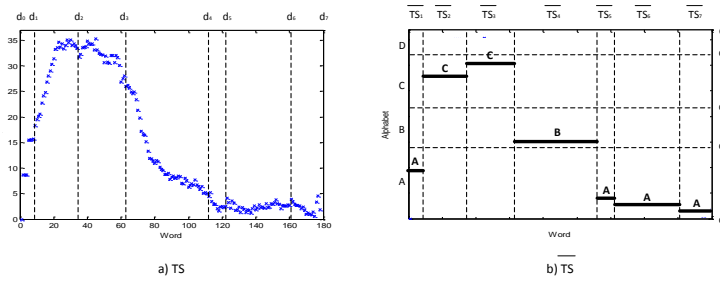 d₀ d₁ d₂ d₃ d₄ d₅ d₆ d₇
35
30
25
20
15
10
5
0
0 20 40 60 80 100 120 140 160 180
Word
a) TS
TS₁ TS₂ TS₃ TS₄ TS₅ TS₆ TS₇
D
C
B
A
Alphabet
A C C B A A A
Word
b) TS